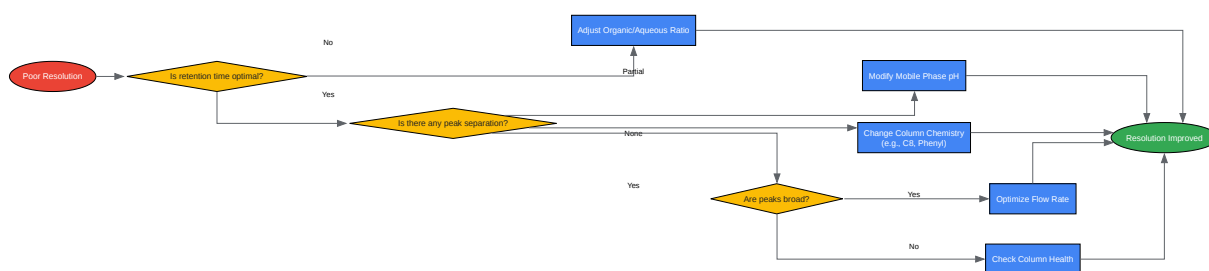 Adjust Organic/Aqueous Ratio
No
Poor Resolution
Is retention time optimal?
Partial
Modify Mobile Phase pH
Yes
Is there any peak separation?
None
Change Column Chemistry
(e.g., C8, Phenyl)
Resolution Improved
Yes
Are peaks broad?
Yes
Optimize Flow Rate
No
Check Column Health